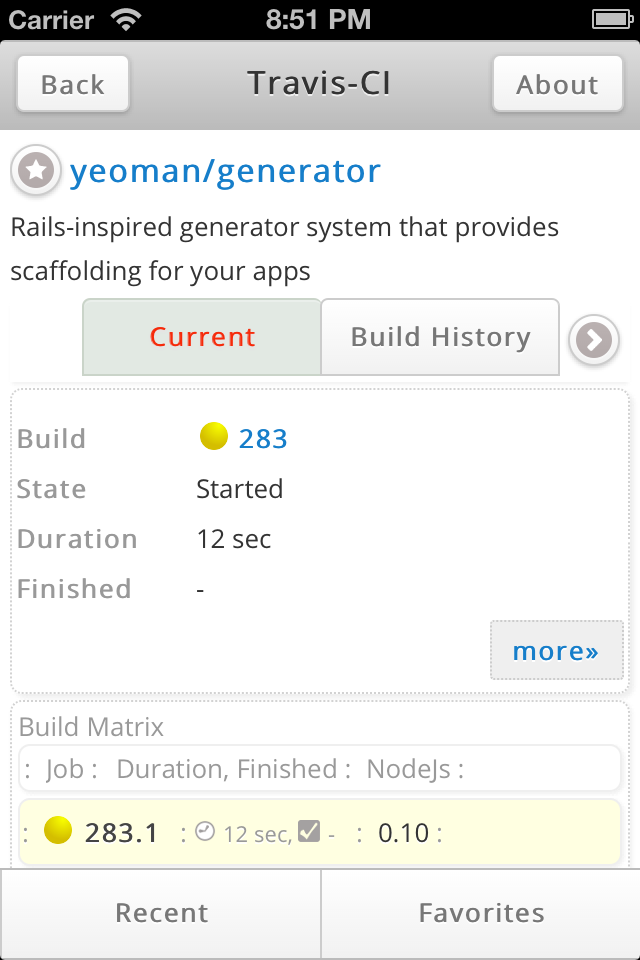 Carrier 8:51 PM
Back Travis-CI About
yeoman/generator
Rails-inspired generator system that provides
scaffolding for your apps
Current Build History
Build 283
State Started
Duration 12 sec
Finished -
more»
Build Matrix
: Job : Duration, Finished : NodeJs :
: 283.1 : 12 sec, - : 0.10 :
Recent Favorites